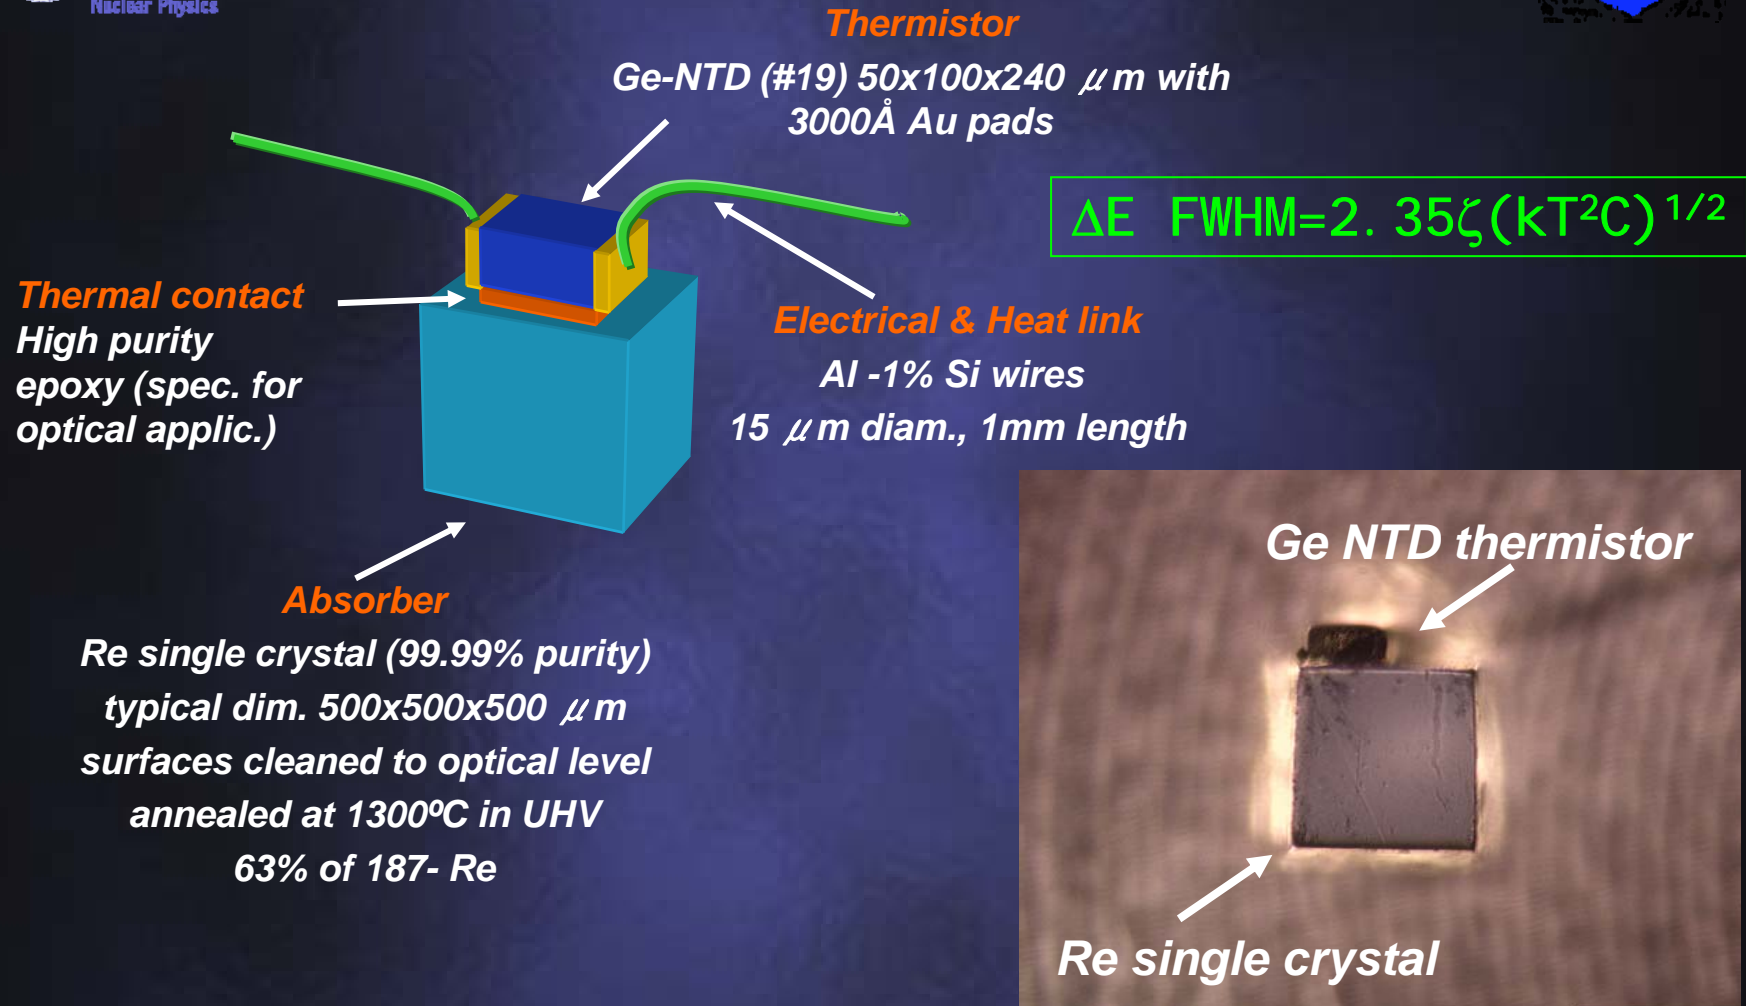 Nuclear Physics
Thermistor
Ge-NTD (#19) 50x100x240 μm with
3000Å Au pads
ΔE FWHM=2.35ζ(kT²C)¹/²
Thermal contact
High purity
epoxy (spec. for
optical applic.)
Electrical & Heat link
Al -1% Si wires
15 μm diam., 1mm length
Absorber
Re single crystal (99.99% purity)
typical dim. 500x500x500 μm
surfaces cleaned to optical level
annealed at 1300ºC in UHV
63% of 187- Re
Ge NTD thermistor
Re single crystal